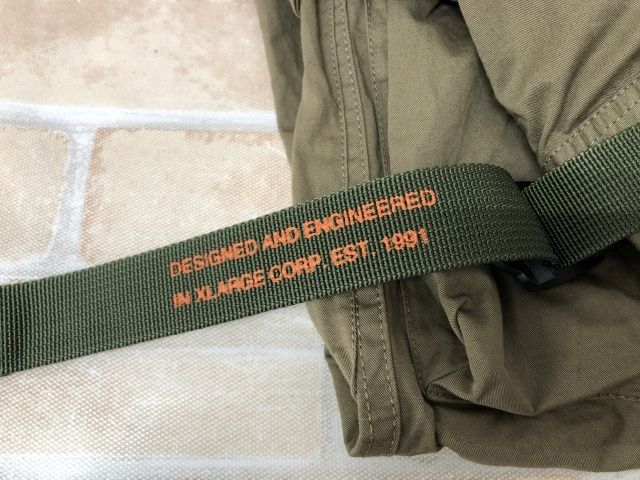 DESIGNED AND ENGINEERED
IN XLARGE CORP. EST. 1991